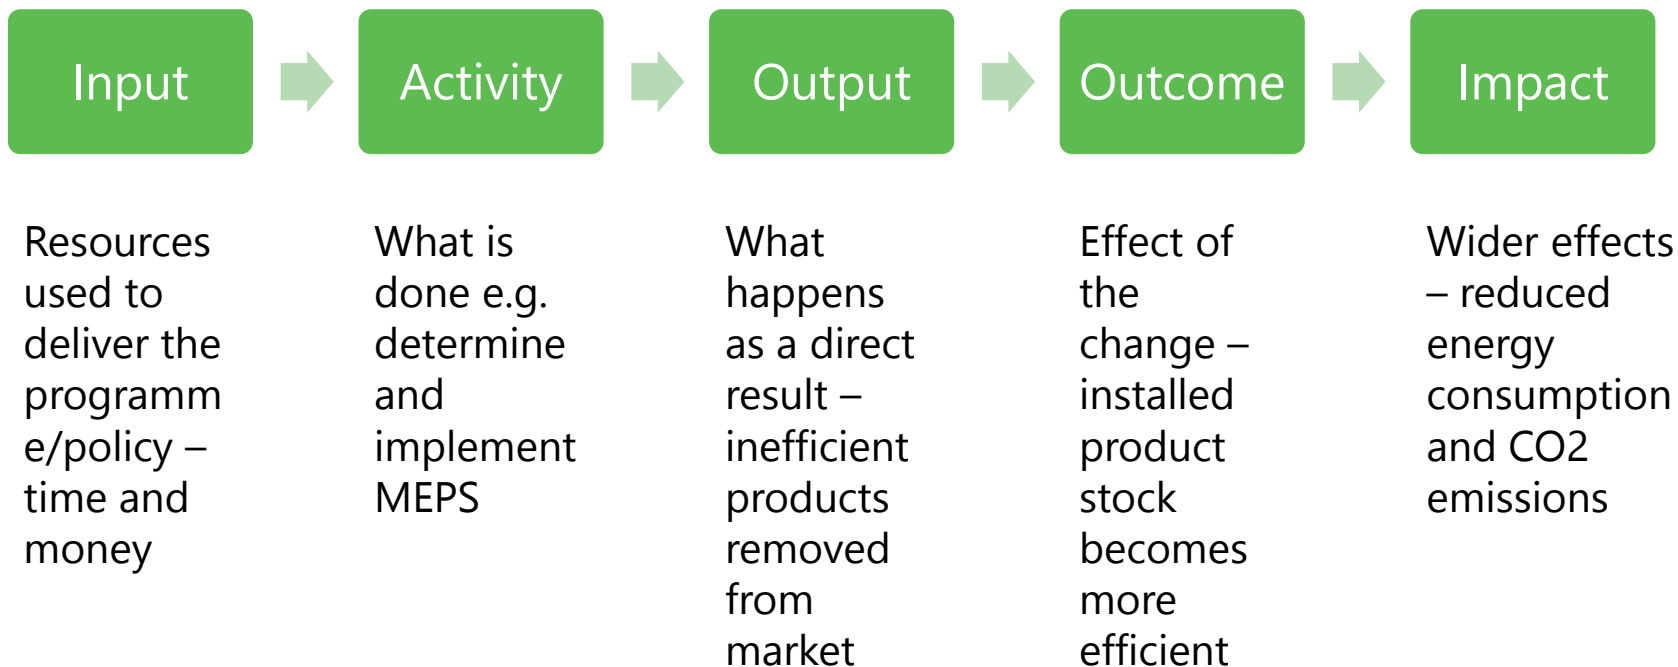 Input
Activity
Output
Outcome
Impact
Resources
used to
deliver the
programm
e/policy –
time and
money
What is
done e.g.
determine
and
implement
MEPS
What
happens
as a direct
result –
inefficient
products
removed
from
market
Effect of
the
change –
installed
product
stock
becomes
more
efficient
Wider effects
– reduced
energy
consumption
and CO2
emissions